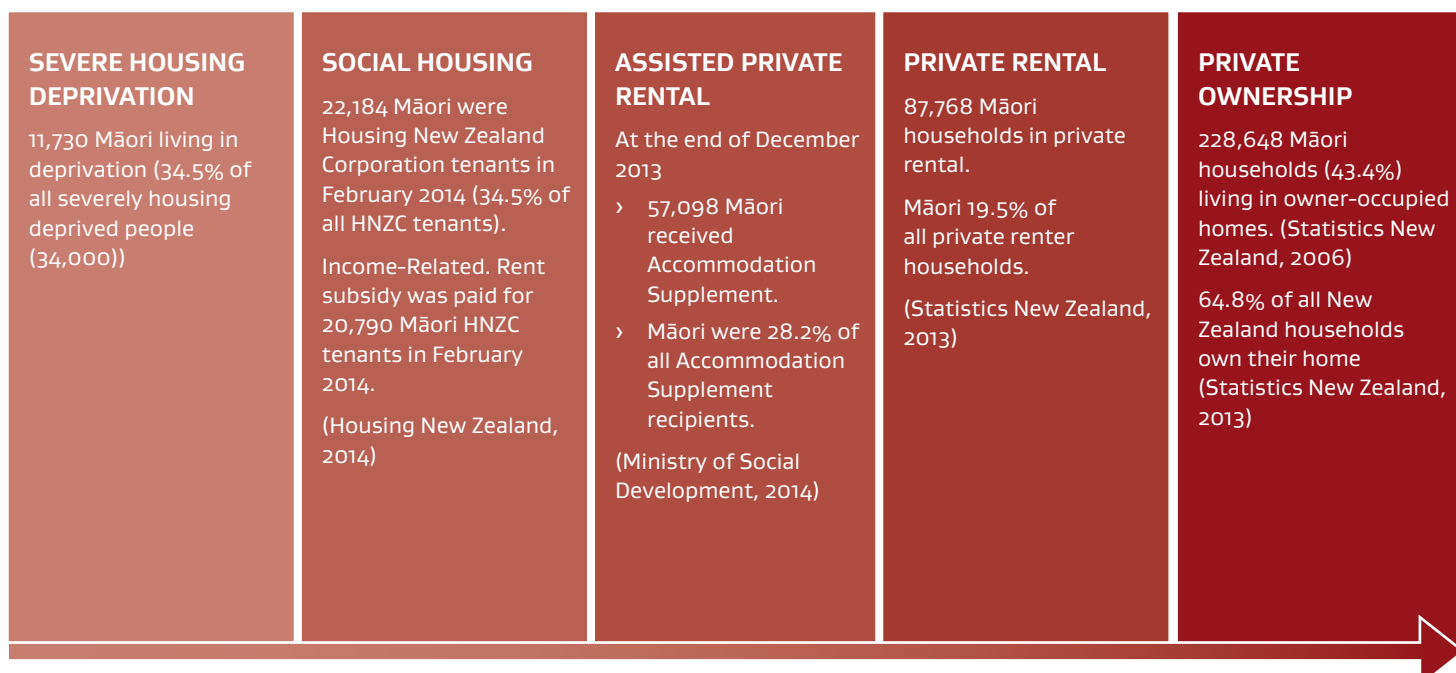 SEVERE HOUSING
DEPRIVATION
11,730 Māori living in
deprivation (34.5% of
all severely housing
deprived people
(34,000))
SOCIAL HOUSING
22,184 Māori were
Housing New Zealand
Corporation tenants in
February 2014 (34.5% of
all HNZC tenants).
Income-Related. Rent
subsidy was paid for
20,790 Māori HNZC
tenants in February
2014.
(Housing New Zealand,
2014)
ASSISTED PRIVATE
RENTAL
At the end of December
2013
› 57,098 Māori
received
Accommodation
Supplement.
› Māori were 28.2% of
all Accommodation
Supplement
recipients.
(Ministry of Social
Development, 2014)
PRIVATE RENTAL
87,768 Māori
households in private
rental.
Māori 19.5% of
all private renter
households.
(Statistics New Zealand,
2013)
PRIVATE
OWNERSHIP
228,648 Māori
households (43.4%)
living in owner-occupied
homes. (Statistics New
Zealand, 2006)
64.8% of all New
Zealand households
own their home
(Statistics New Zealand,
2013)